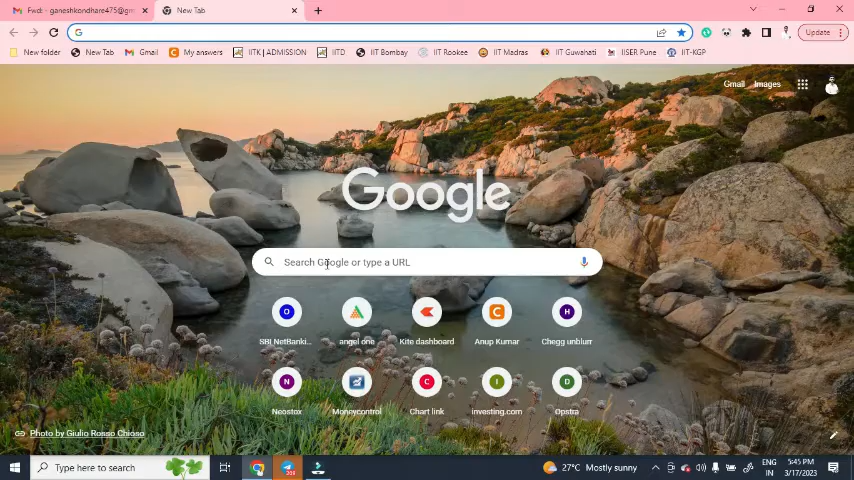 Fwd: - ganeshkondhare475@gm
New Tab
Update
New folder
New Tab
Gmail
My answers
IITK | ADMISSION
IITD
IIT Bombay
IIT Rookee
IIT Madras
IIT Guwahati
IISER Pune
IIT-KGP
Gmail Images
Google
Search Google or type a URL
SBI NetBanki...
angel one
Kite dashboard
Anup Kumar
Chegg unblurr
Neostox
Moneycontrol
Chart link
investing.com
Opstra
Photo by Giulio Rosso Chioso
Type here to search
27°C Mostly sunny
ENG
IN
5:45 PM
3/17/2023